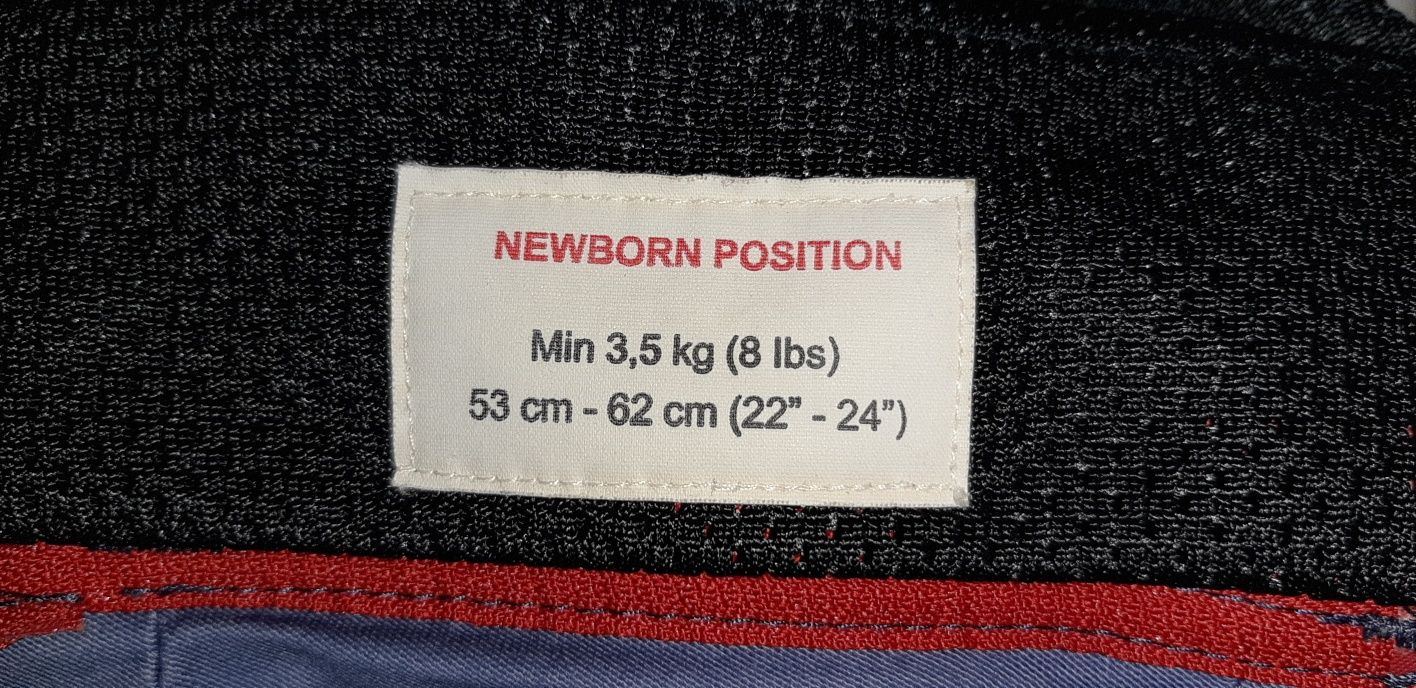 NEWBORN POSITION
Min 3,5 kg (8 lbs)
53 cm - 62 cm (22” - 24”)